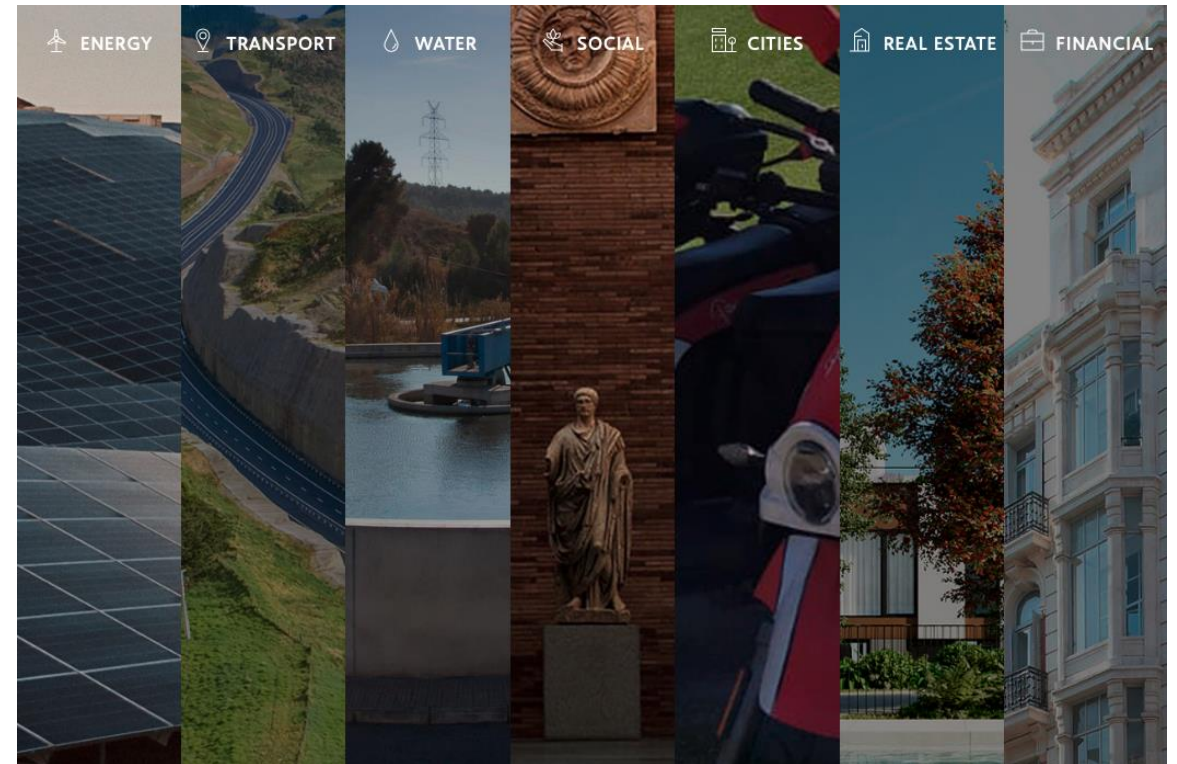 ENERGY
TRANSPORT
WATER
SOCIAL
CITIES
REAL ESTATE
FINANCIAL